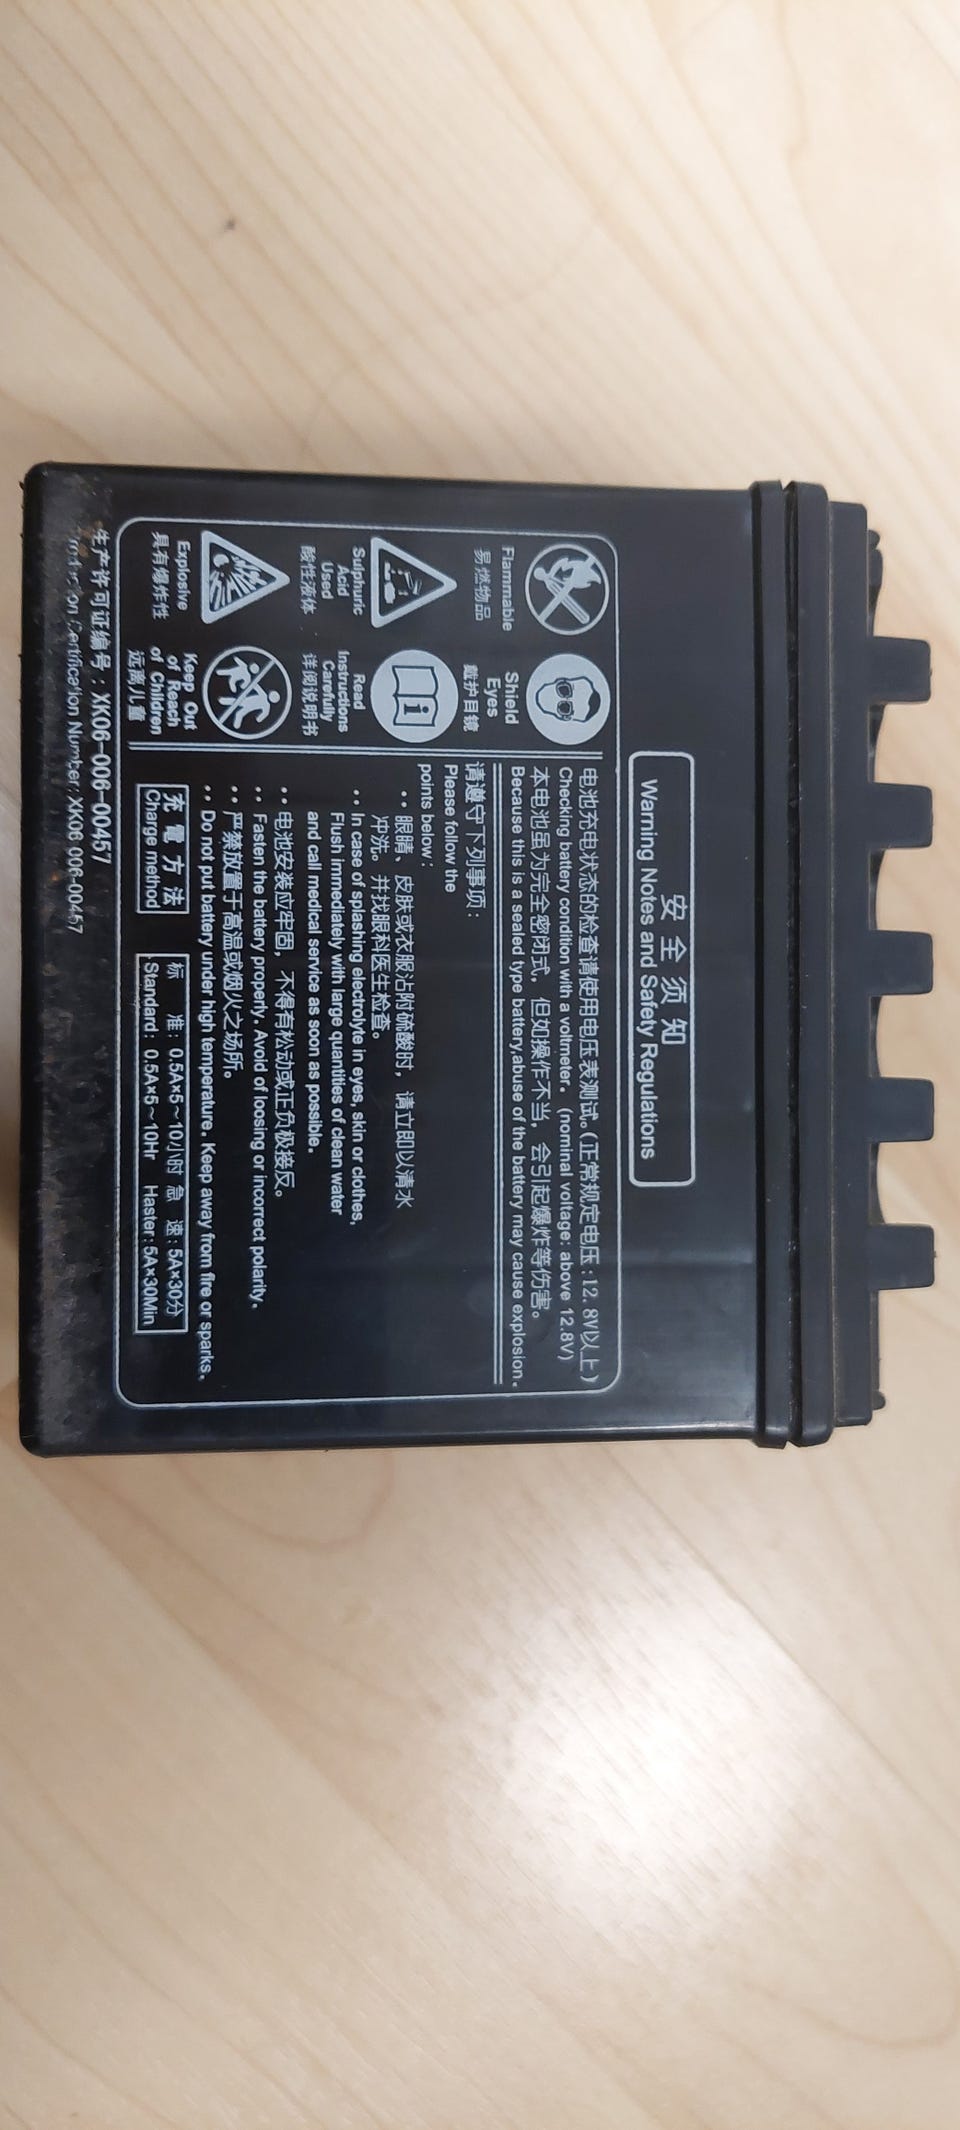 安全须知
Warning Notes and Safety Regulations
Flammable
易燃物品
Shield
Eyes
戴护目镜
Sulphuric
Acid
Used
酸性液体
Read
Instructions
Carefully
详阅说明书
Explosive
具有爆炸性
Keep Out
of Reach
of Children
远离儿童
电池充电状态的检查请使用电压表测试。(正常规定电压:12.8V以上)
Checking battery condition with a voltmeter. (nominal voltage: above 12.8V)
本电池虽为完全密闭式，但如操作不当，会引起爆炸等伤害。
Because this is a sealed type battery,abuse of the battery may cause explosion.
请遵守下列事项：
Please follow the
points below:
·· 眼睛、皮肤或衣服沾附硫酸时，请立即以清水
冲洗。并找眼科医生检查。
·· In case of splashing electrolyte in eyes, skin or clothes,
Flush immediately with large quantities of clean water
and call medical service as soon as possible.
·· 电池安装应牢固，不得有松动或正负极接反。
·· Fasten the battery properly. Avoid of loosing or incorrect polarity.
·· 严禁放置于高温或烟火之场所。
·· Do not put battery under high temperature. Keep away from fire or sparks.
充電方法
Charge method
标 准: 0.5A×5~10小时 急 速: 5A×30分
Standard: 0.5A×5~10Hr Haster:5A×30Min
生产许可证编号：XK06-006-00457
Certification Number:XK06-006-00457